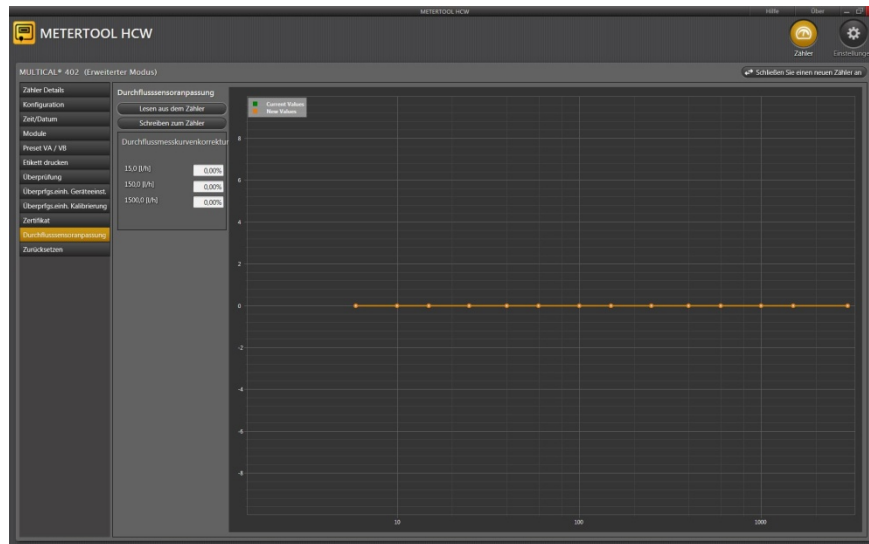 METERTOOL HCW
Hilfe
Über
METERTOOL HCW
Zähler
Einstellunge
MULTICAL® 402 (Erweiterter Modus)
Schließen Sie einen neuen Zähler an
Zähler Details
Konfiguration
Zeit/Datum
Module
Preset VA / VB
Etikett drucken
Überprüfung
Überprfgs.einh. Geräteeinst.
Überprfgs.einh. Kalibrierung
Zertifikat
Durchflusssensoranpassung
Zurücksetzen
Durchflusssensoranpassung
Lesen aus dem Zähler
Schreiben zum Zähler
Durchflussmesskurvenkorrektur
15,0 [l/h] 0,00%
150,0 [l/h] 0,00%
1500,0 [l/h] 0,00%
Current Values
New Values
8
6
4
2
0
-2
-4
-6
-8
10 100 1000